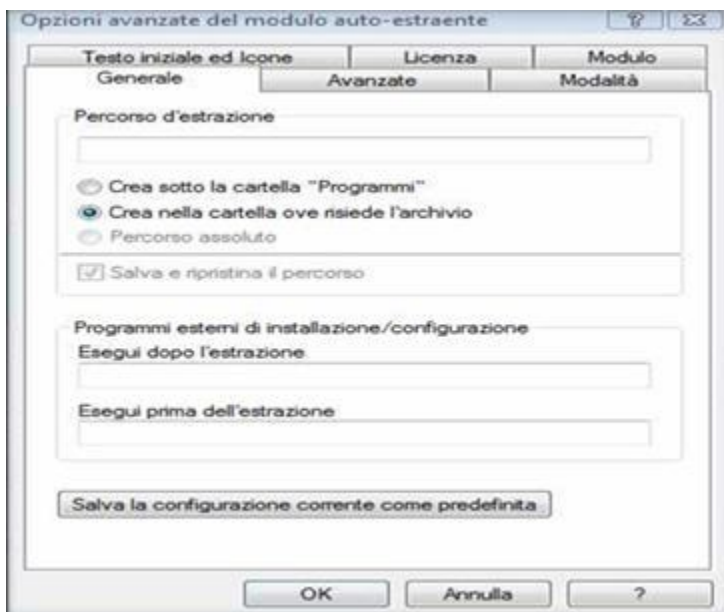 Opzioni avanzate del modulo auto-estraente
Testo iniziale ed Icone
Licenza
Modulo
Generale
Avanzate
Modalità
Percorso d'estrazione
Crea sotto la cartella "Programmi"
Crea nella cartella ove risiede l'archivio
Percorso assoluto
Salva e ripristina il percorso
Programmi esterni di installazione/configurazione
Esegui dopo l'estrazione
Esegui prima dell'estrazione
Salva la configurazione corrente come predefinita
OK
Annulla
?